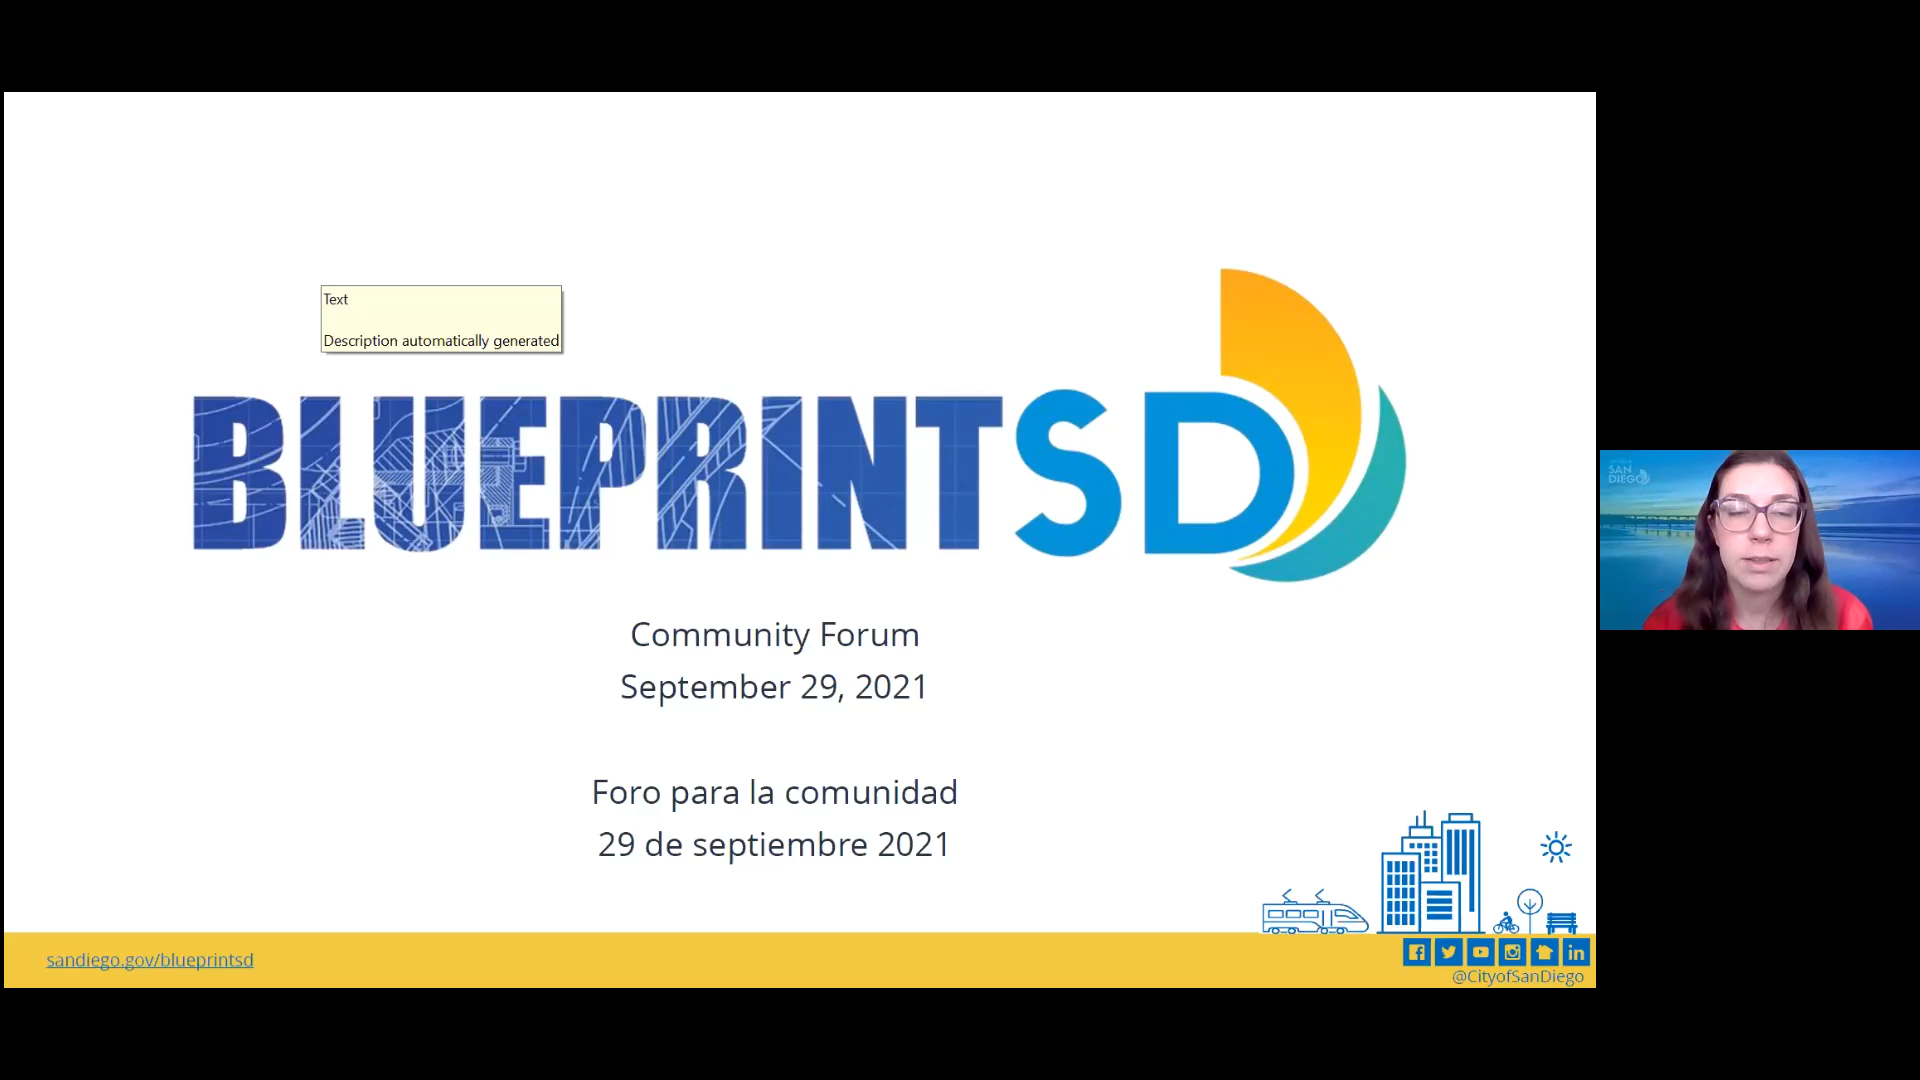 Text
Description automatically generated
BLUEPRINTSD
Community Forum
September 29, 2021
Foro para la comunidad
29 de septiembre 2021
sandiego.gov/blueprintsd
@CityofSanDiego
SAN
DIEGO